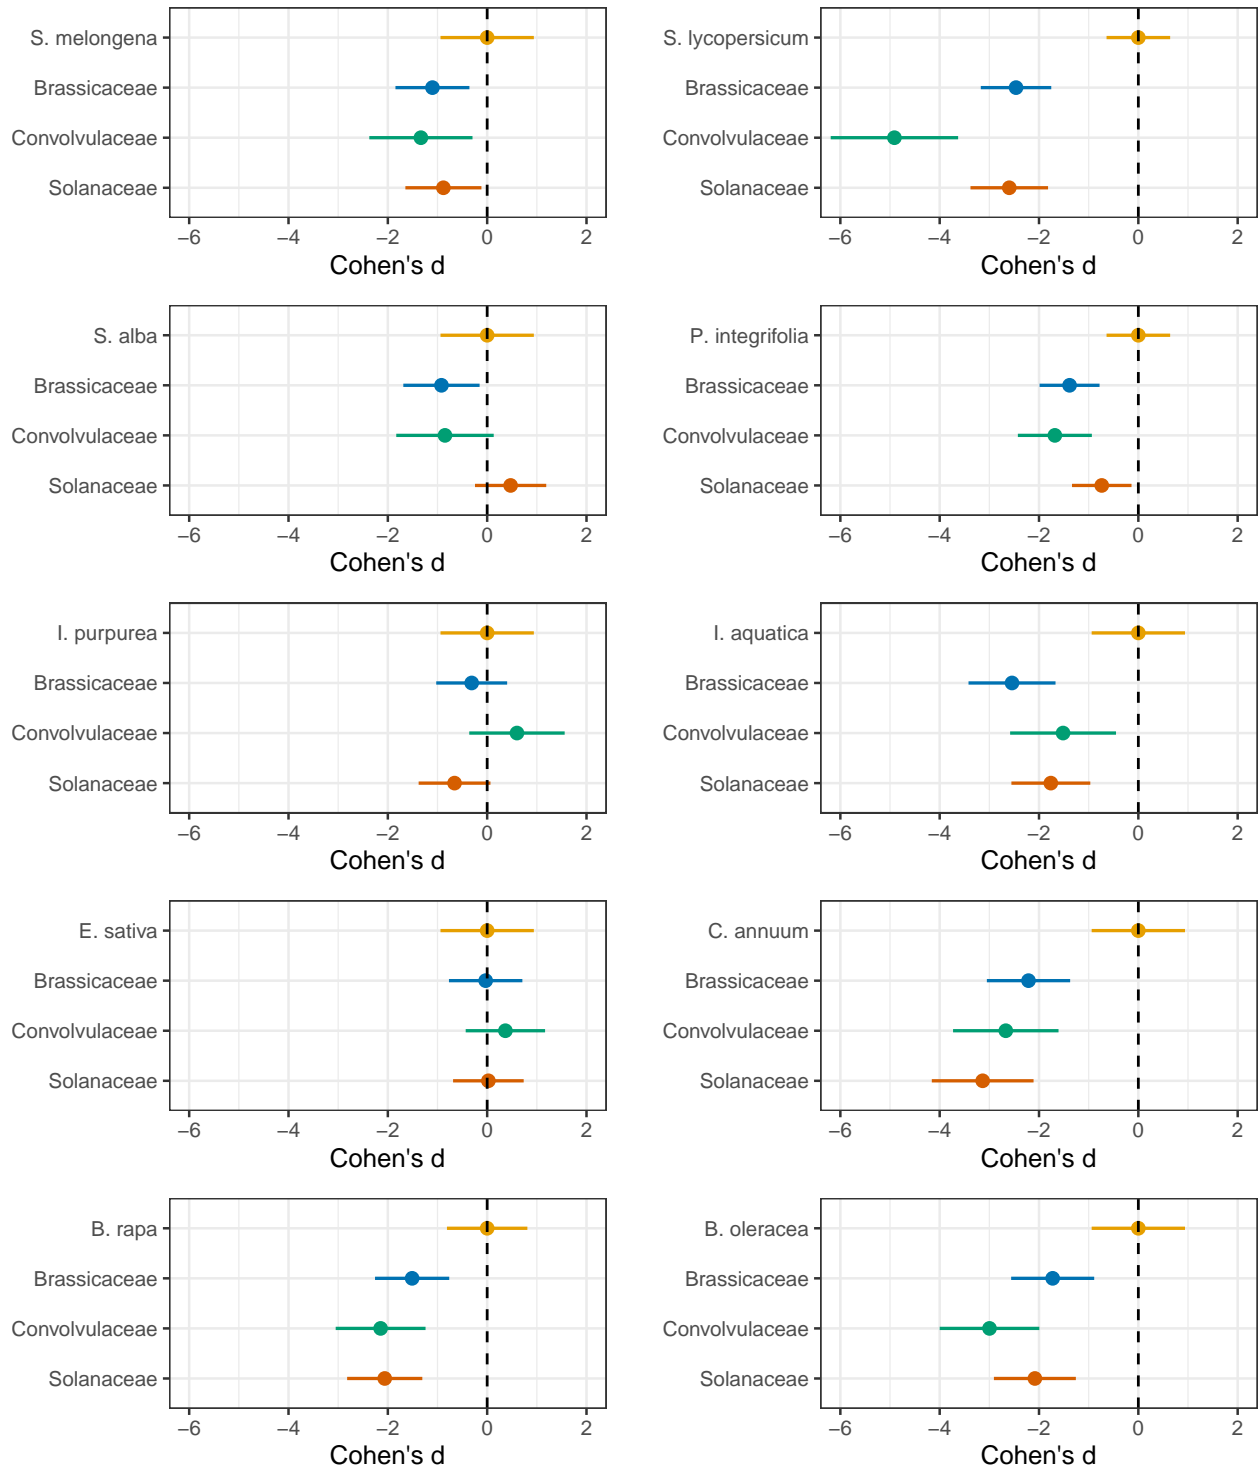 S. melongena
Brassicaceae
Convolvulaceae
Solanaceae
−6 −4 −2 0 2
Cohen's d
S. lycopersicum
Brassicaceae
Convolvulaceae
Solanaceae
−6 −4 −2 0 2
Cohen's d
S. alba
Brassicaceae
Convolvulaceae
Solanaceae
−6 −4 −2 0 2
Cohen's d
P. integrifolia
Brassicaceae
Convolvulaceae
Solanaceae
−6 −4 −2 0 2
Cohen's d
I. purpurea
Brassicaceae
Convolvulaceae
Solanaceae
−6 −4 −2 0 2
Cohen's d
I. aquatica
Brassicaceae
Convolvulaceae
Solanaceae
−6 −4 −2 0 2
Cohen's d
E. sativa
Brassicaceae
Convolvulaceae
Solanaceae
−6 −4 −2 0 2
Cohen's d
C. annuum
Brassicaceae
Convolvulaceae
Solanaceae
−6 −4 −2 0 2
Cohen's d
B. rapa
Brassicaceae
Convolvulaceae
Solanaceae
−6 −4 −2 0 2
Cohen's d
B. oleracea
Brassicaceae
Convolvulaceae
Solanaceae
−6 −4 −2 0 2
Cohen's d